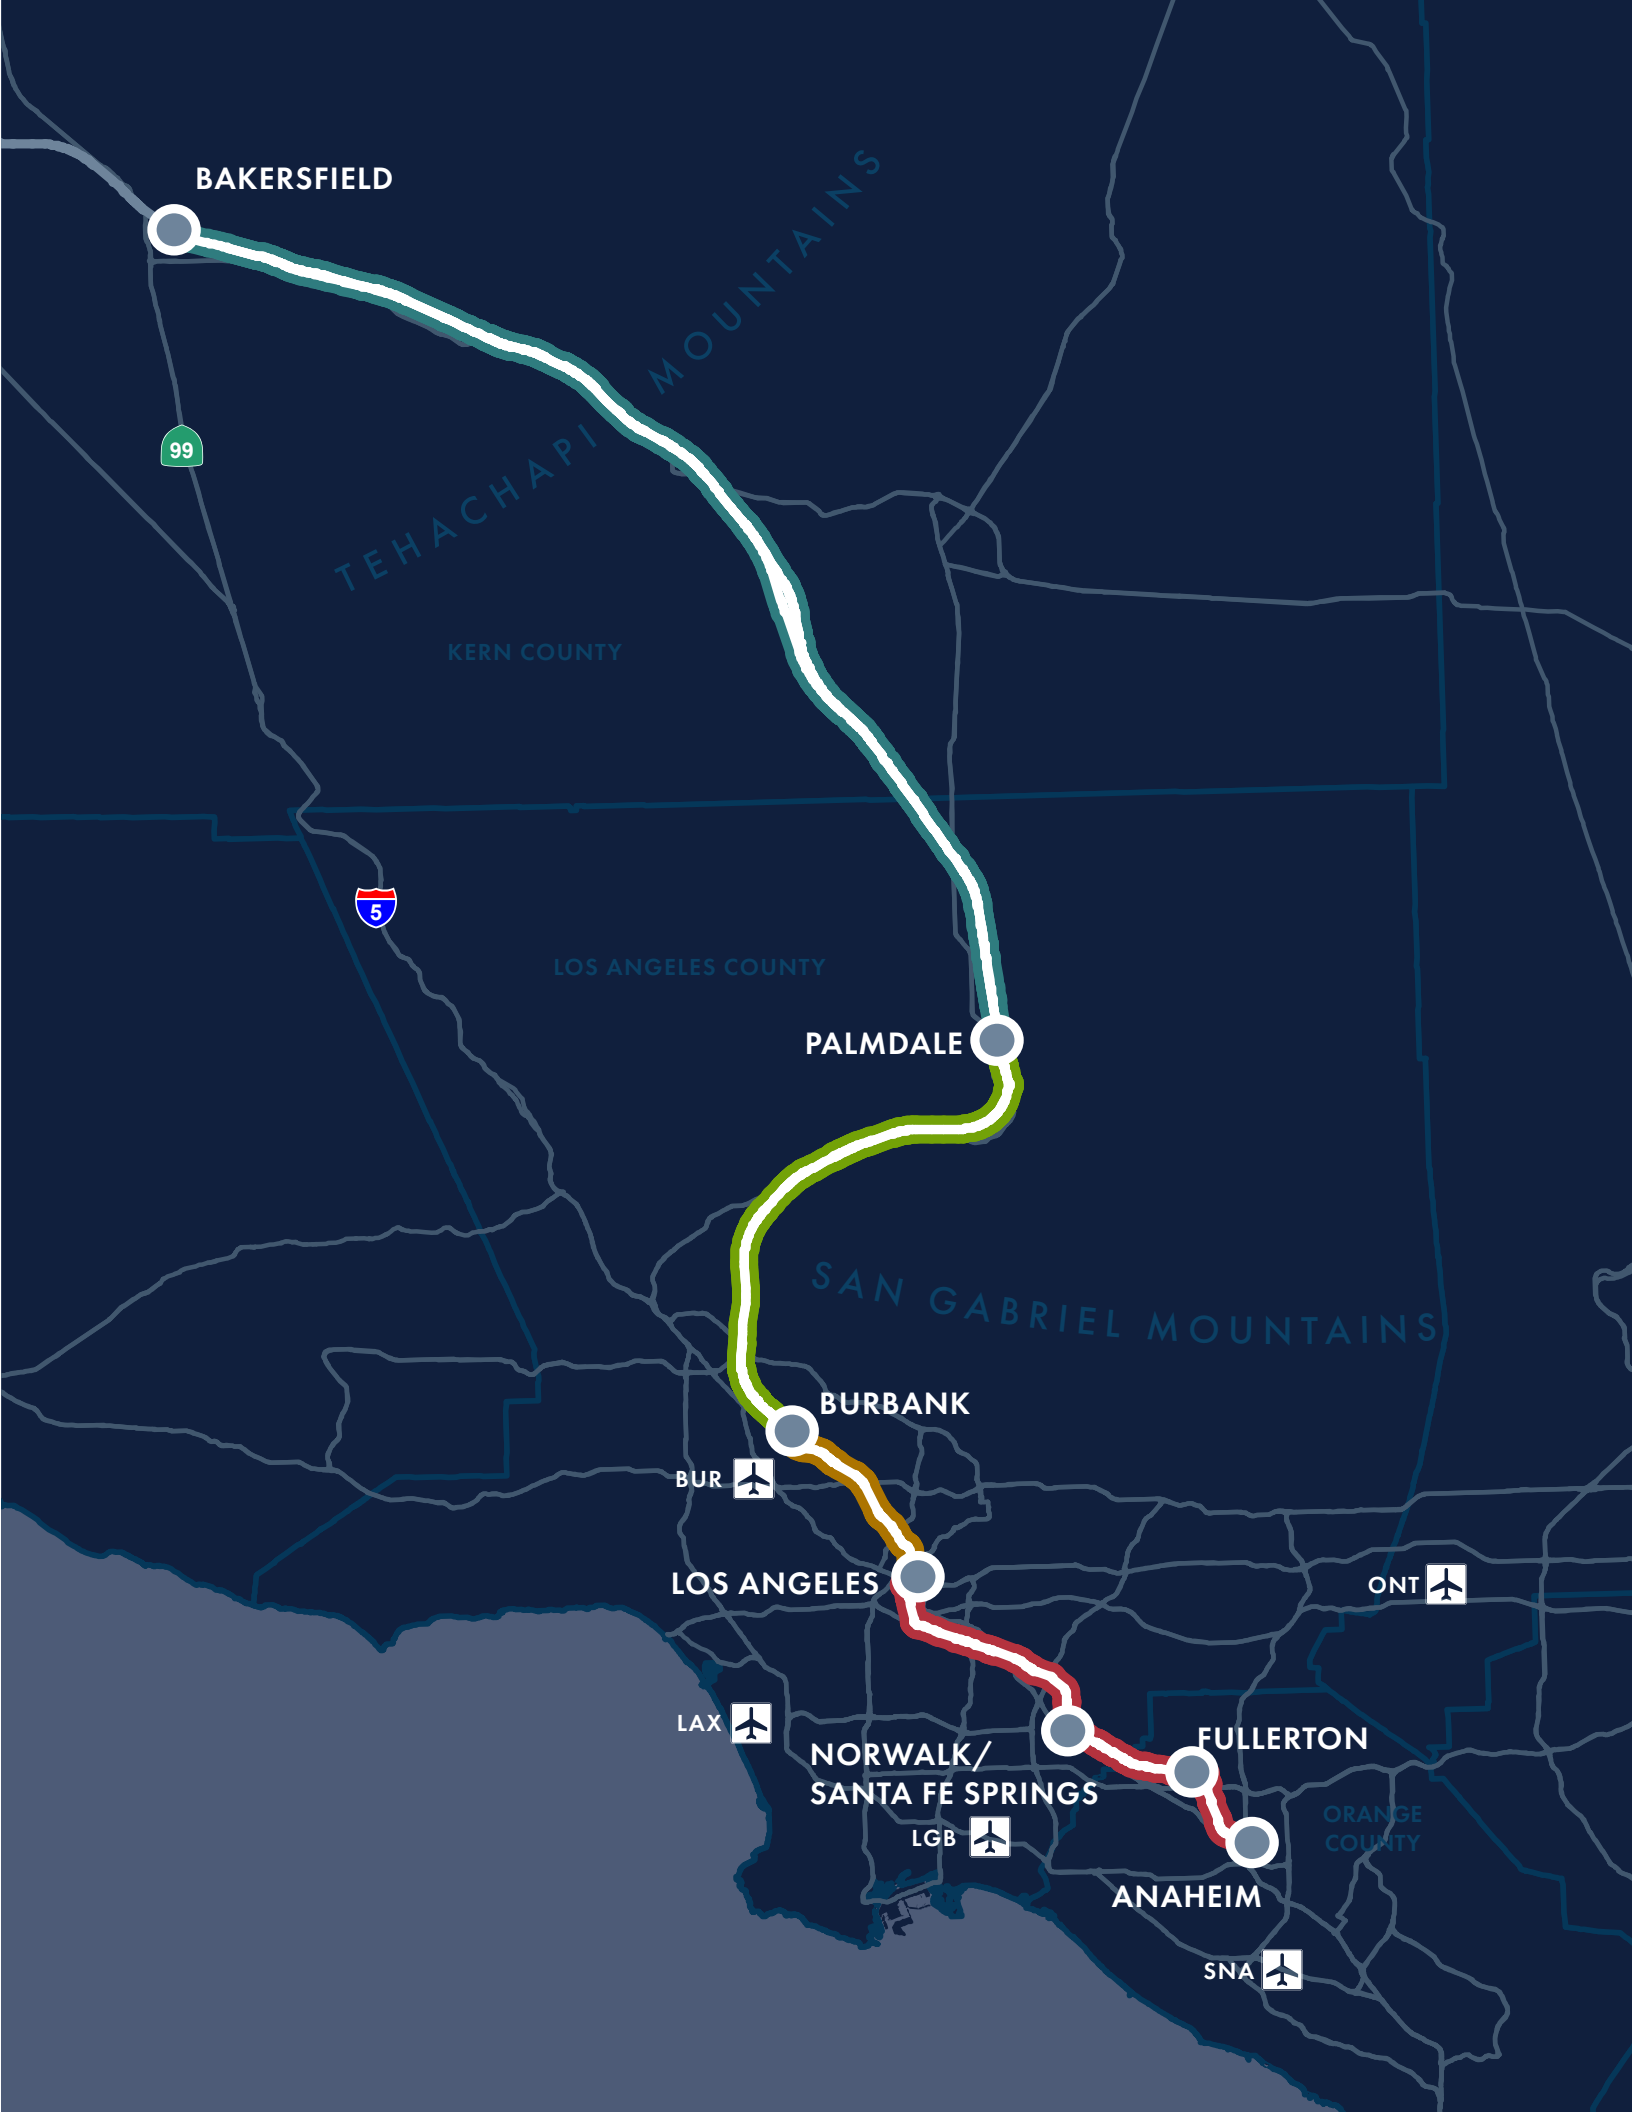 BAKERSFIELD
TEHACHAPI MOUNTAINS
99
KERN COUNTY
5
LOS ANGELES COUNTY
PALMDALE
SAN GABRIEL MOUNTAINS
BURBANK
BUR
LOS ANGELES
ONT
LAX
FULLERTON
NORWALK/
SANTA FE SPRINGS
ORANGE
COUNTY
LGB
ANAHEIM
SNA